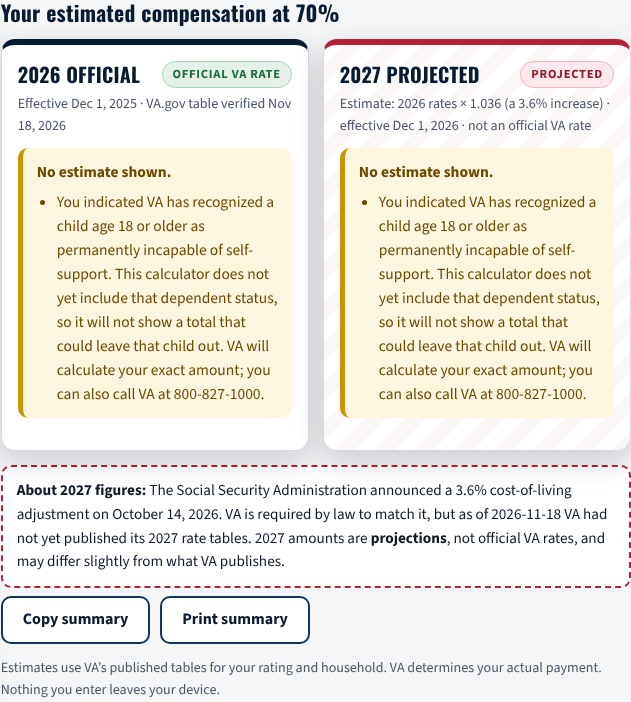 Your estimated compensation at 70%
2026 OFFICIAL
OFFICIAL VA RATE
Effective Dec 1, 2025 · VA.gov table verified Nov
18, 2026
No estimate shown.
• You indicated VA has recognized a
child age 18 or older as
permanently incapable of self-
support. This calculator does not
yet include that dependent status,
so it will not show a total that
could leave that child out. VA will
calculate your exact amount; you
can also call VA at 800-827-1000.
2027 PROJECTED
PROJECTED
Estimate: 2026 rates × 1.036 (a 3.6% increase) ·
effective Dec 1, 2026 · not an official VA rate
No estimate shown.
• You indicated VA has recognized a
child age 18 or older as
permanently incapable of self-
support. This calculator does not
yet include that dependent status,
so it will not show a total that
could leave that child out. VA will
calculate your exact amount; you
can also call VA at 800-827-1000.
About 2027 figures: The Social Security Administration announced a 3.6% cost-of-living
adjustment on October 14, 2026. VA is required by law to match it, but as of 2026-11-18 VA had
not yet published its 2027 rate tables. 2027 amounts are projections, not official VA rates, and
may differ slightly from what VA publishes.
Copy summary
Print summary
Estimates use VA's published tables for your rating and household. VA determines your actual payment.
Nothing you enter leaves your device.